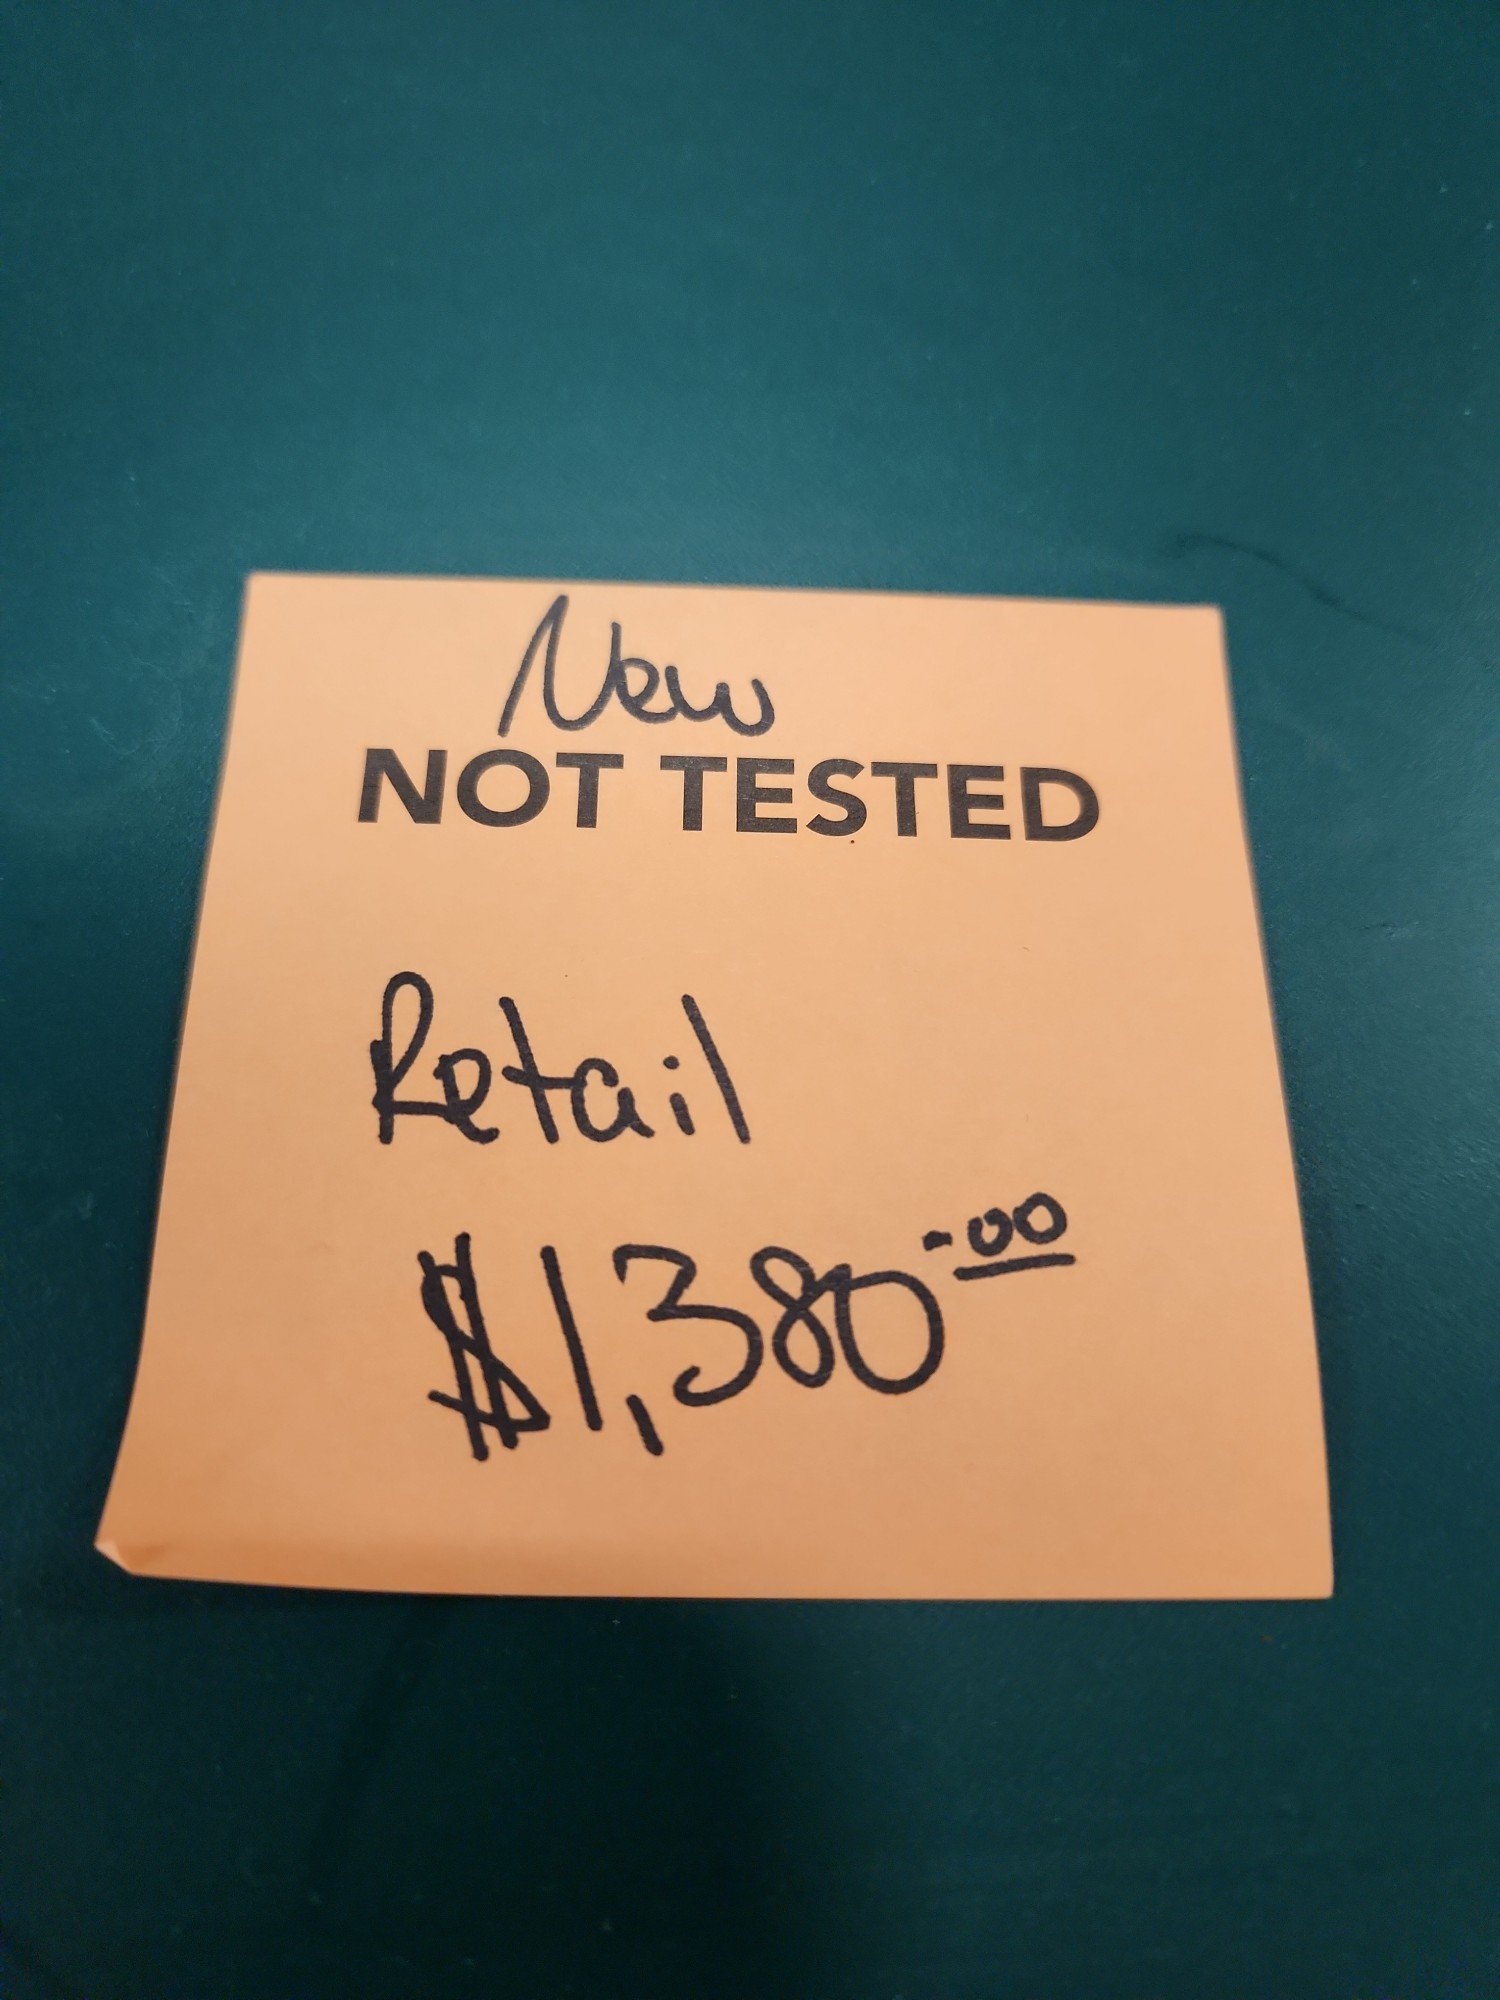 New
NOT TESTED
Retail
$1,380.00